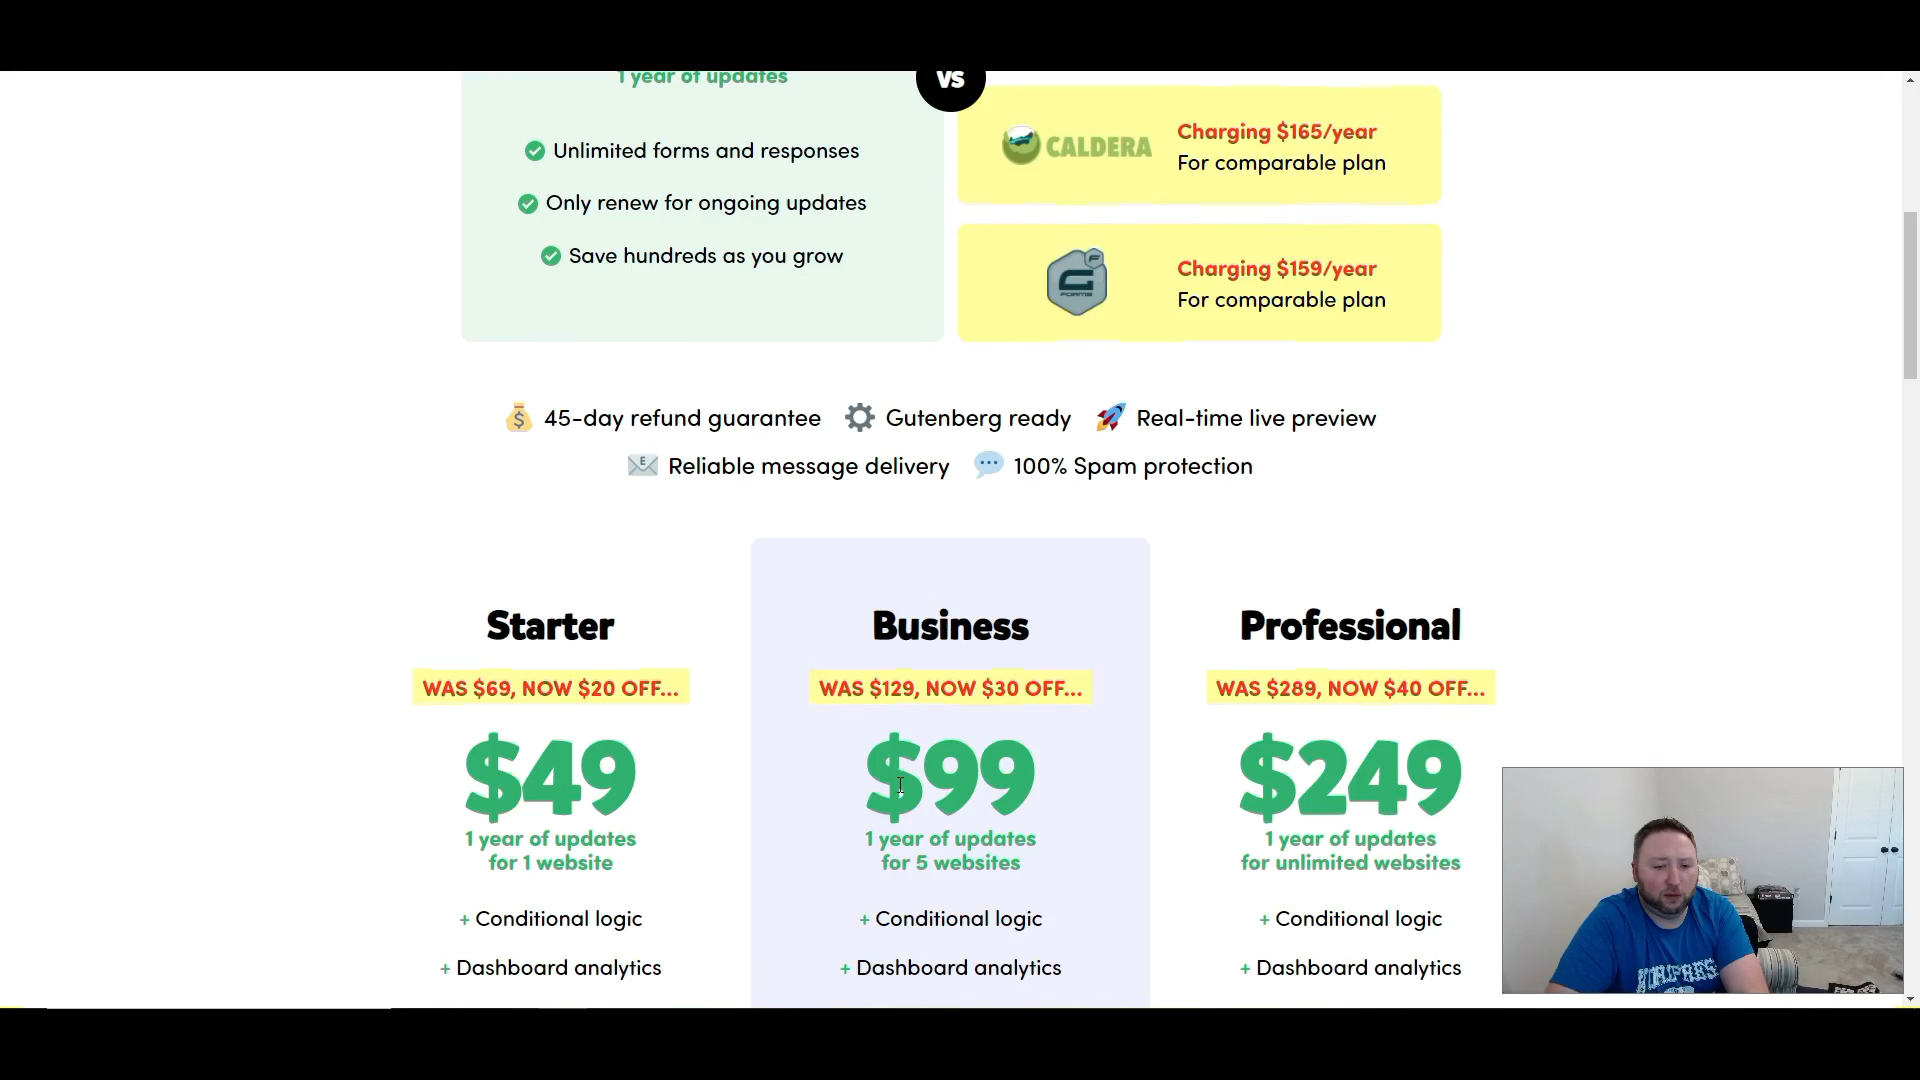 1 year of updates
VS
Unlimited forms and responses
Only renew for ongoing updates
Save hundreds as you grow
CALDERA
Charging $165/year
For comparable plan
F
G
FORMS
Charging $159/year
For comparable plan
45-day refund guarantee
Gutenberg ready
Real-time live preview
E
Reliable message delivery
100% Spam protection
Starter
Business
Professional
WAS $69, NOW $20 OFF...
WAS $129, NOW $30 OFF...
WAS $289, NOW $40 OFF...
$49
$99
$249
1 year of updates
for 1 website
1 year of updates
for 5 websites
1 year of updates
for unlimited websites
+ Conditional logic
+ Conditional logic
+ Conditional logic
+ Dashboard analytics
+ Dashboard analytics
+ Dashboard analytics
WORDPRESS